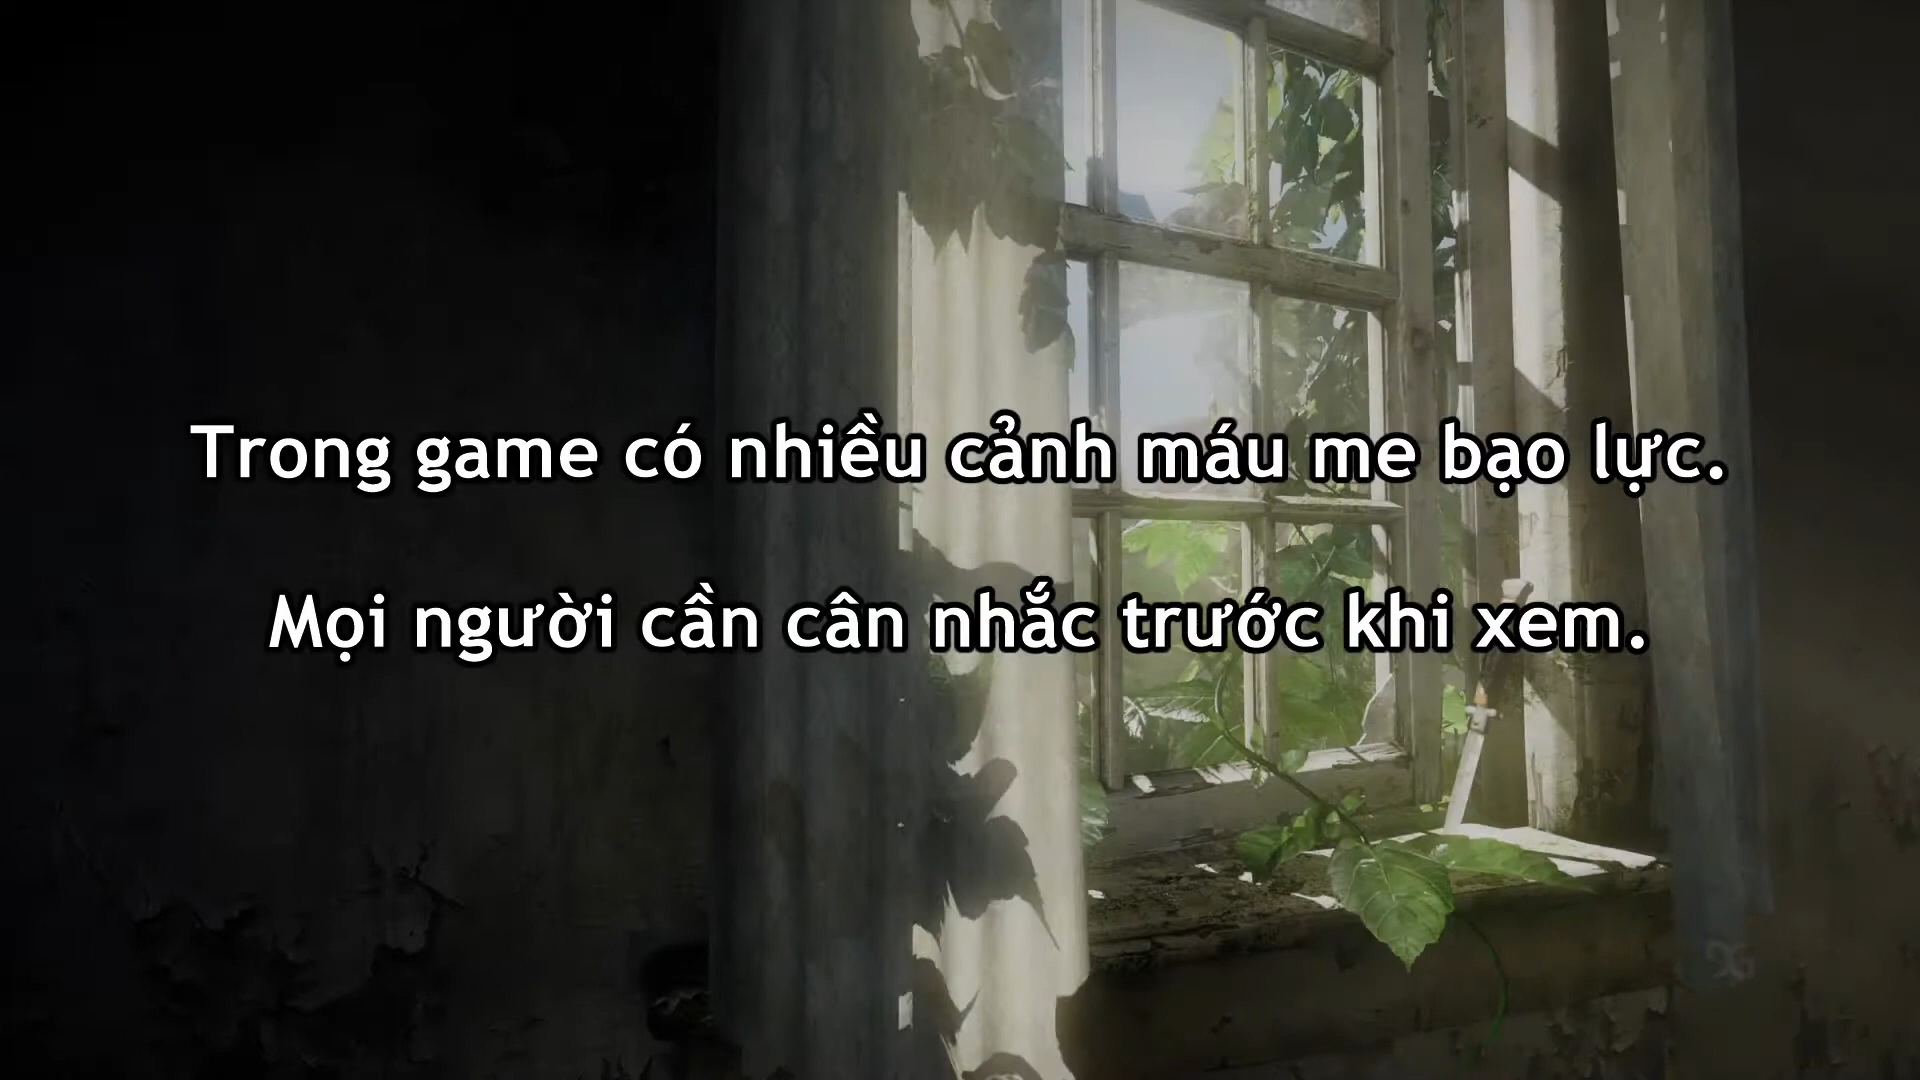 Trong game có nhiều cảnh máu me bạo lực.
Mọi người cần cân nhắc trước khi xem.